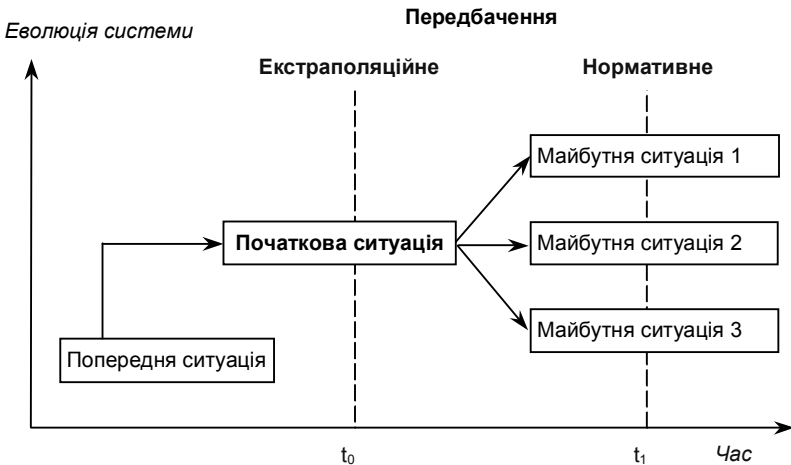 Передбачення
Еволюція системи
Екстраполяційне
Нормативне
Майбутня ситуація 1
Початкова ситуація
Майбутня ситуація 2
Майбутня ситуація 3
Попередня ситуація
t₀
t₁
Час